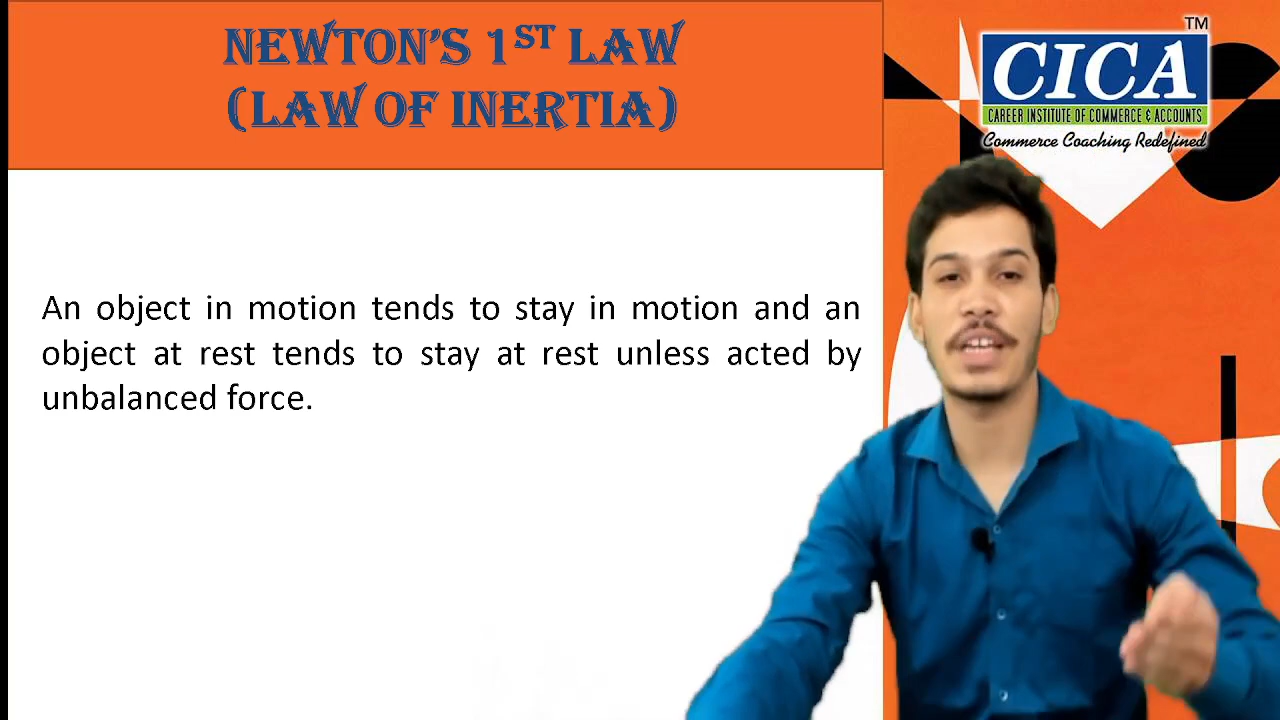 NEWTON'S 1ST LAW
(LAW OF INERTIA)
TM
CICA
CAREER INSTITUTE OF COMMERCE & ACCOUNTS
Commerce Coaching Redefined
An object in motion tends to stay in motion and an
object at rest tends to stay at rest unless acted by
unbalanced force.